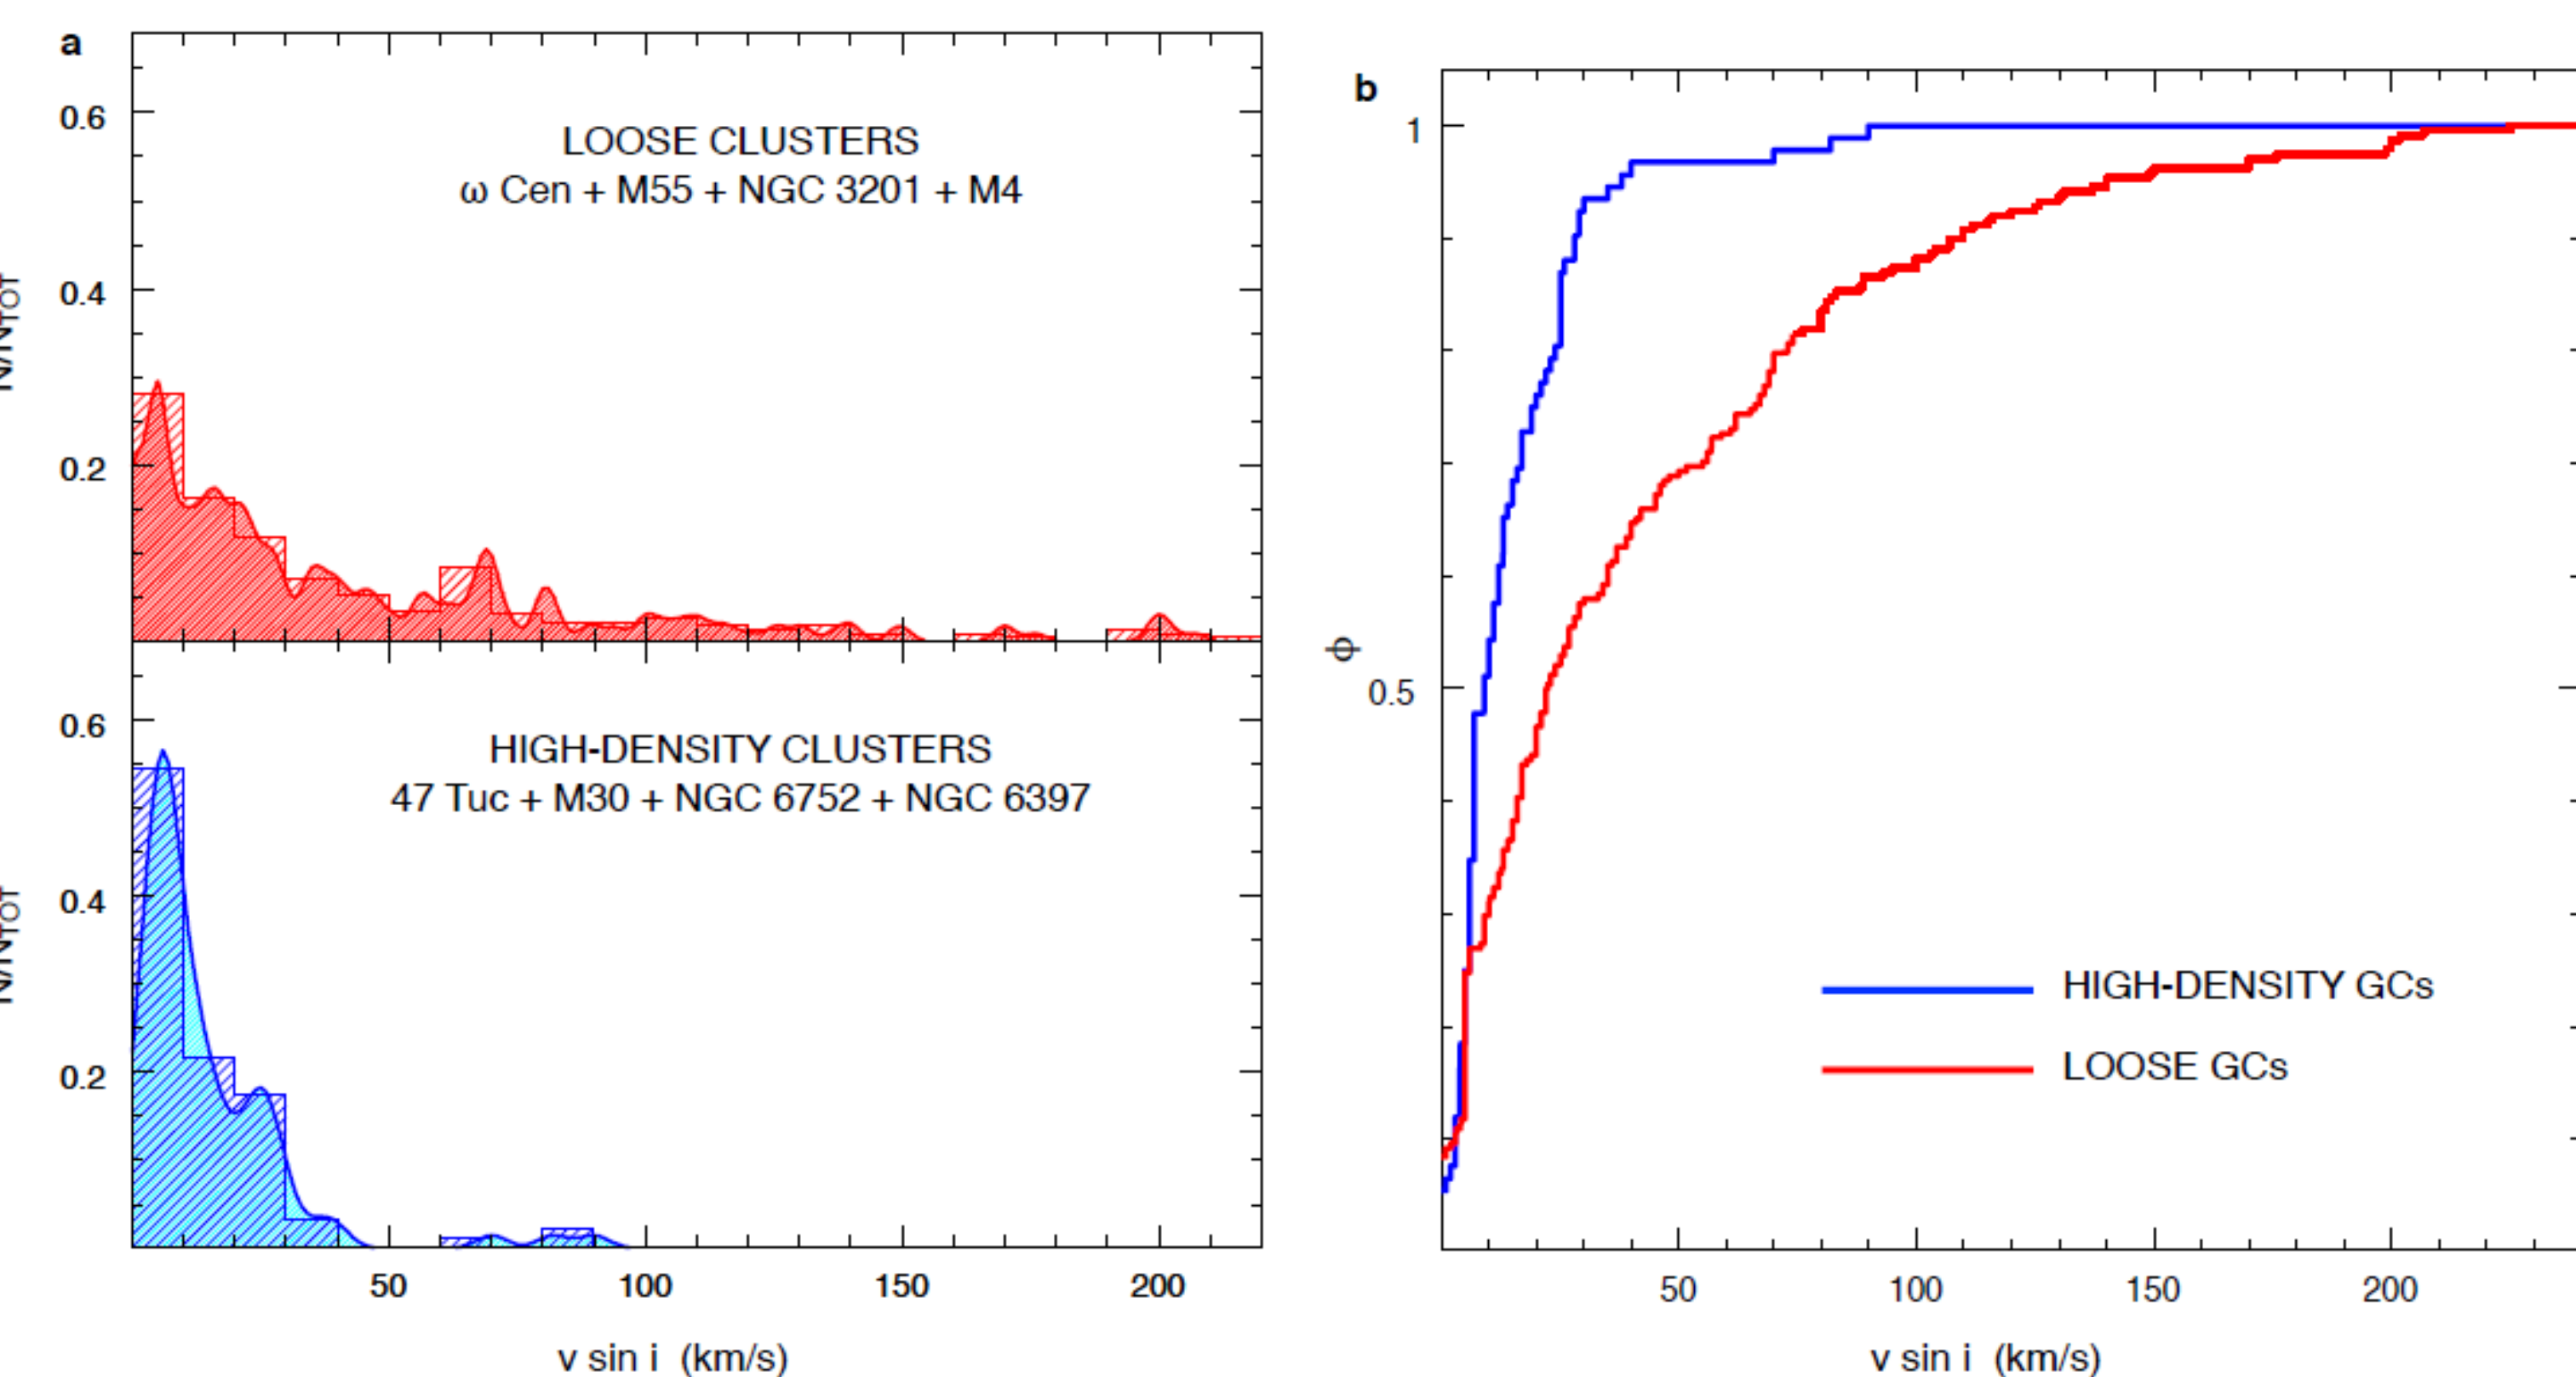 a
LOOSE CLUSTERS
ω Cen + M55 + NGC 3201 + M4
0.6
0.4
0.2
HIGH-DENSITY CLUSTERS
47 Tuc + M30 + NGC 6752 + NGC 6397
0.6
0.4
0.2
50 100 150 200
v sin i (km/s)
b
1
ϕ
0.5
HIGH-DENSITY GCs
LOOSE GCs
50 100 150 200
v sin i (km/s)